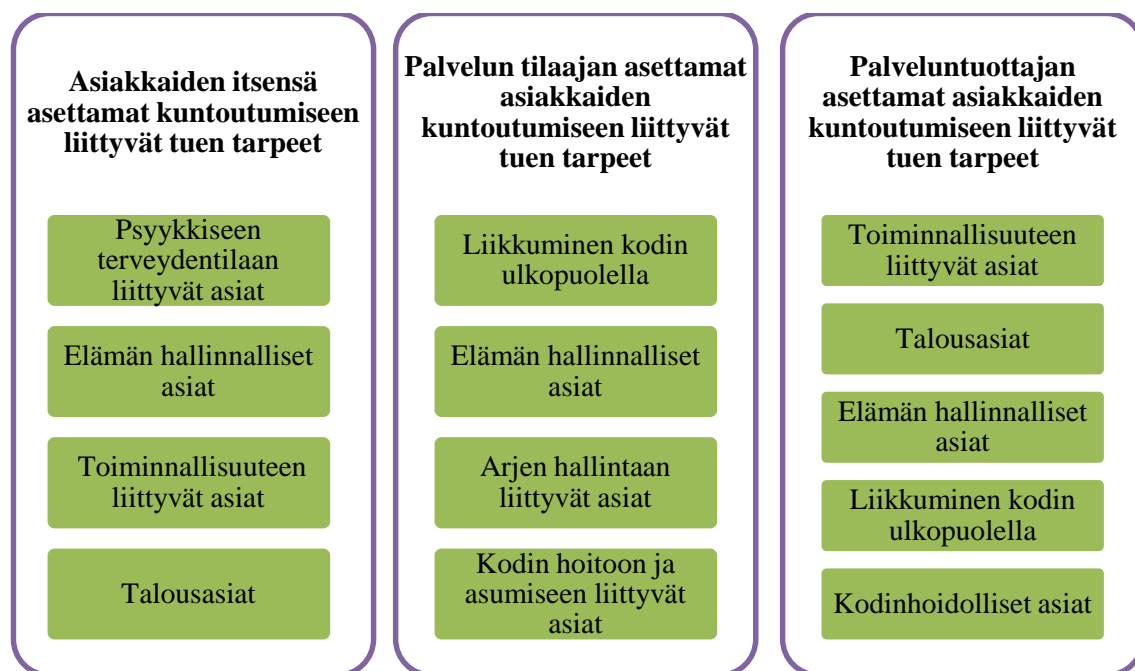 Asiakkaiden itsensä
asettamat kuntoutumiseen
liittyvät tuen tarpeet
Psyykkiseen
terveydentilaan
liittyvät asiat
Elämän hallinnalliset
asiat
Toiminnallisuuteen
liittyvät asiat
Talousasiat
Palvelun tilaajan asettamat
asiakkaiden
kuntoutumiseen liittyvät
tuen tarpeet
Liikkuminen kodin
ulkopuolella
Elämän hallinnalliset
asiat
Arjen hallintaan
liittyvät asiat
Kodin hoitoon ja
asumiseen liittyvät
asiat
Palveluntuottajan
asettamat asiakkaiden
kuntoutumiseen liittyvät
tuen tarpeet
Toiminnallisuuteen
liittyvät asiat
Talousasiat
Elämän hallinnalliset
asiat
Liikkuminen kodin
ulkopuolella
Kodinhoidolliset asiat